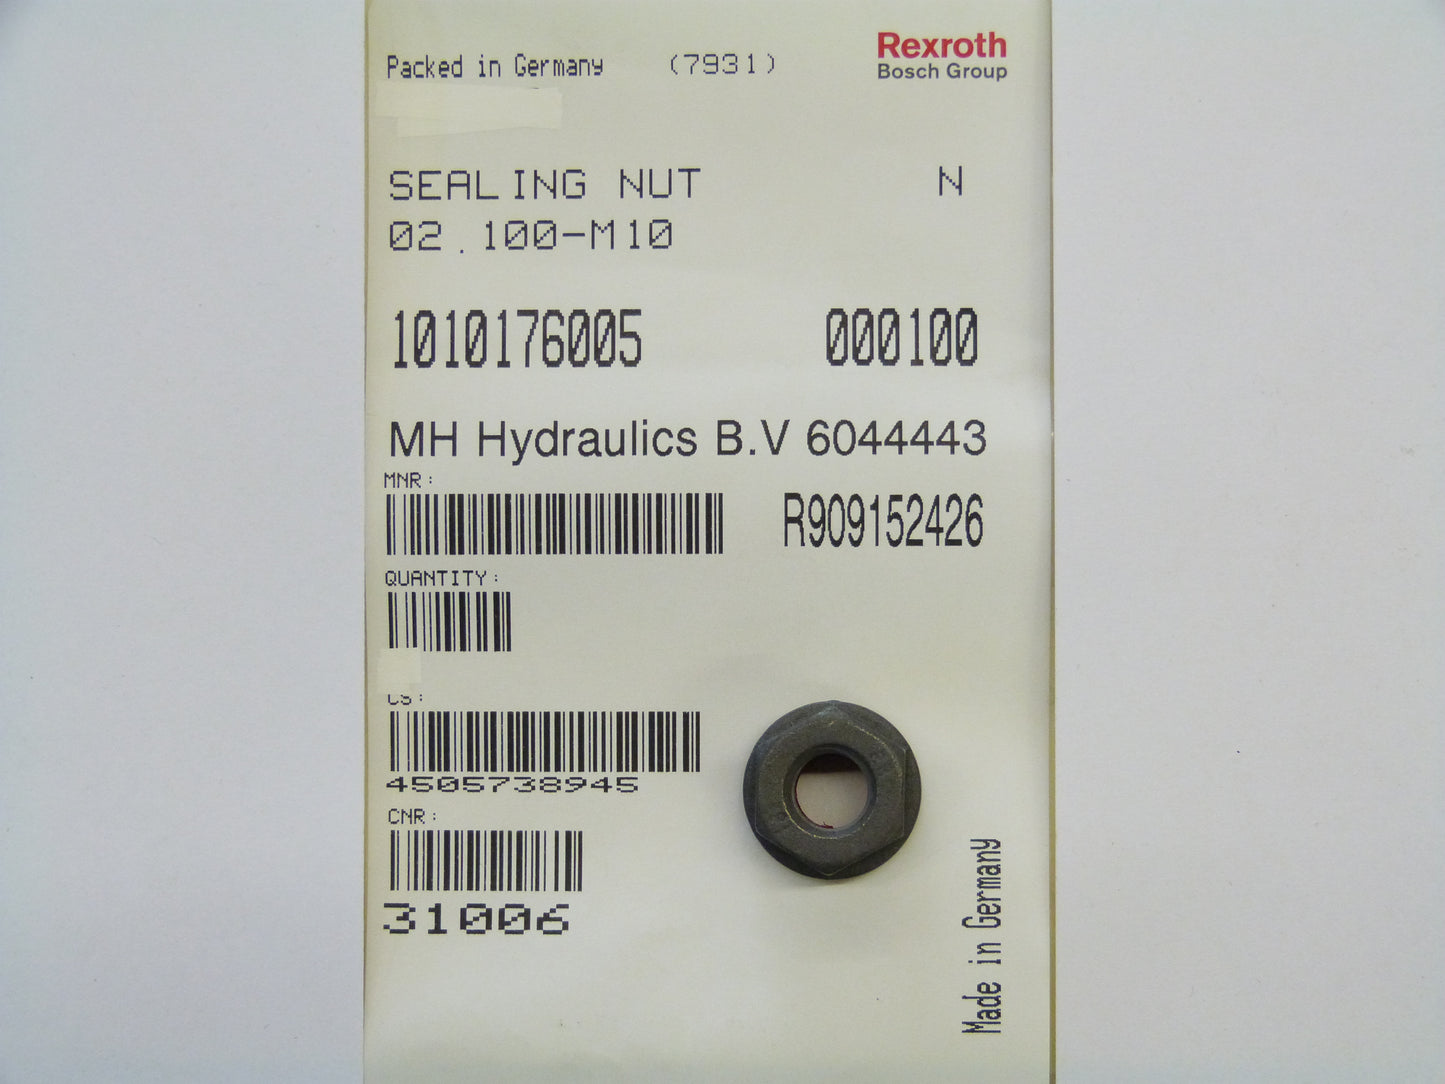 Packed in Germany (7931) Rexroth
Bosch Group
SEALING NUT N
02.100-M10
1010176005 000100
MH Hydraulics B.V 6044443
MNR:
R909152426
QUANTITY:
4505738945
CNR:
31006
Made in Germany